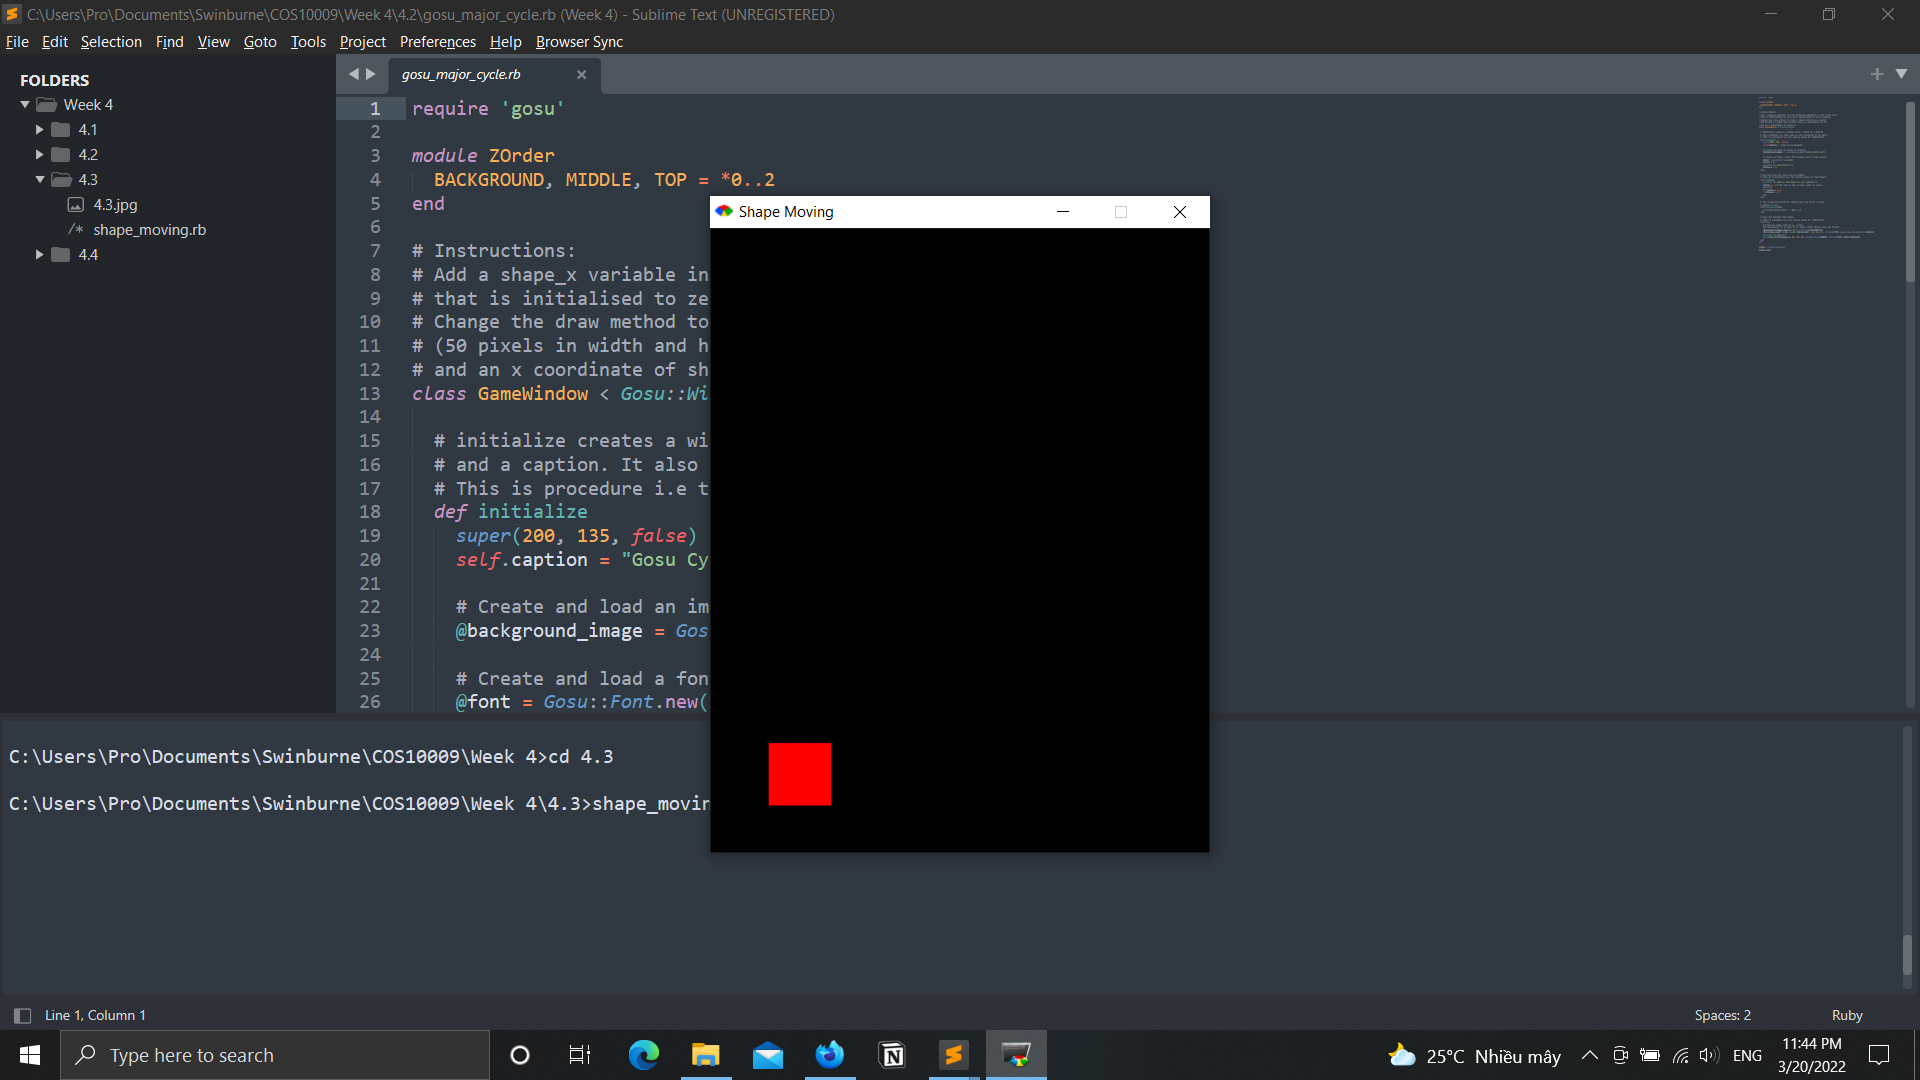 C:\Users\Pro\Documents\Swinburne\COS10009\Week 4\4.2\gosu_major_cycle.rb (Week 4) - Sublime Text (UNREGISTERED)
File Edit Selection Find View Goto Tools Project Preferences Help Browser Sync
FOLDERS
Week 4
4.1
4.2
4.3
4.3.jpg
/* shape_moving.rb
4.4
gosu_major_cycle.rb
1 require 'gosu'
2
3 module ZOrder
4 BACKGROUND, MIDDLE, TOP = *0..2
5 end
6
7 # Instructions:
8 # Add a shape_x variable in
9 # that is initialised to ze
10 # Change the draw method to
11 # (50 pixels in width and h
12 # and an x coordinate of sh
13 class GameWindow < Gosu::Wi
14
15 # initialize creates a wi
16 # and a caption. It also
17 # This is procedure i.e t
18 def initialize
19 super(200, 135, false)
20 self.caption = "Gosu Cy
21
22 # Create and load an im
23 @background_image = Gos
24
25 # Create and load a fon
26 @font = Gosu::Font.new(
Shape Moving
C:\Users\Pro\Documents\Swinburne\COS10009\Week 4>cd 4.3
C:\Users\Pro\Documents\Swinburne\COS10009\Week 4\4.3>shape_movin
Line 1, Column 1
Spaces: 2
Ruby
Type here to search
25°C Nhiều mây
ENG
11:44 PM
3/20/2022